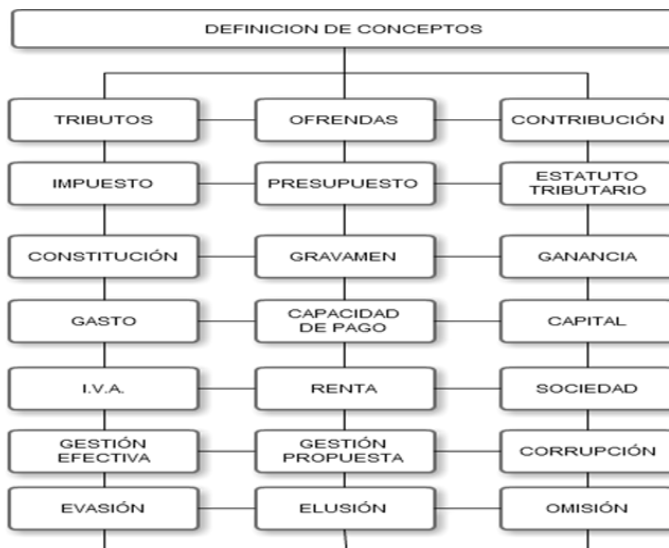 DEFINICION DE CONCEPTOS
TRIBUTOS
OFRENDAS
CONTRIBUCIÓN
IMPUESTO
PRESUPUESTO
ESTATUTO
TRIBUTARIO
CONSTITUCIÓN
GRAVAMEN
GANANCIA
GASTO
CAPACIDAD
DE PAGO
CAPITAL
I.V.A.
RENTA
SOCIEDAD
GESTIÓN
EFECTIVA
GESTIÓN
PROPUESTA
CORRUPCIÓN
EVASIÓN
ELUSIÓN
OMISIÓN